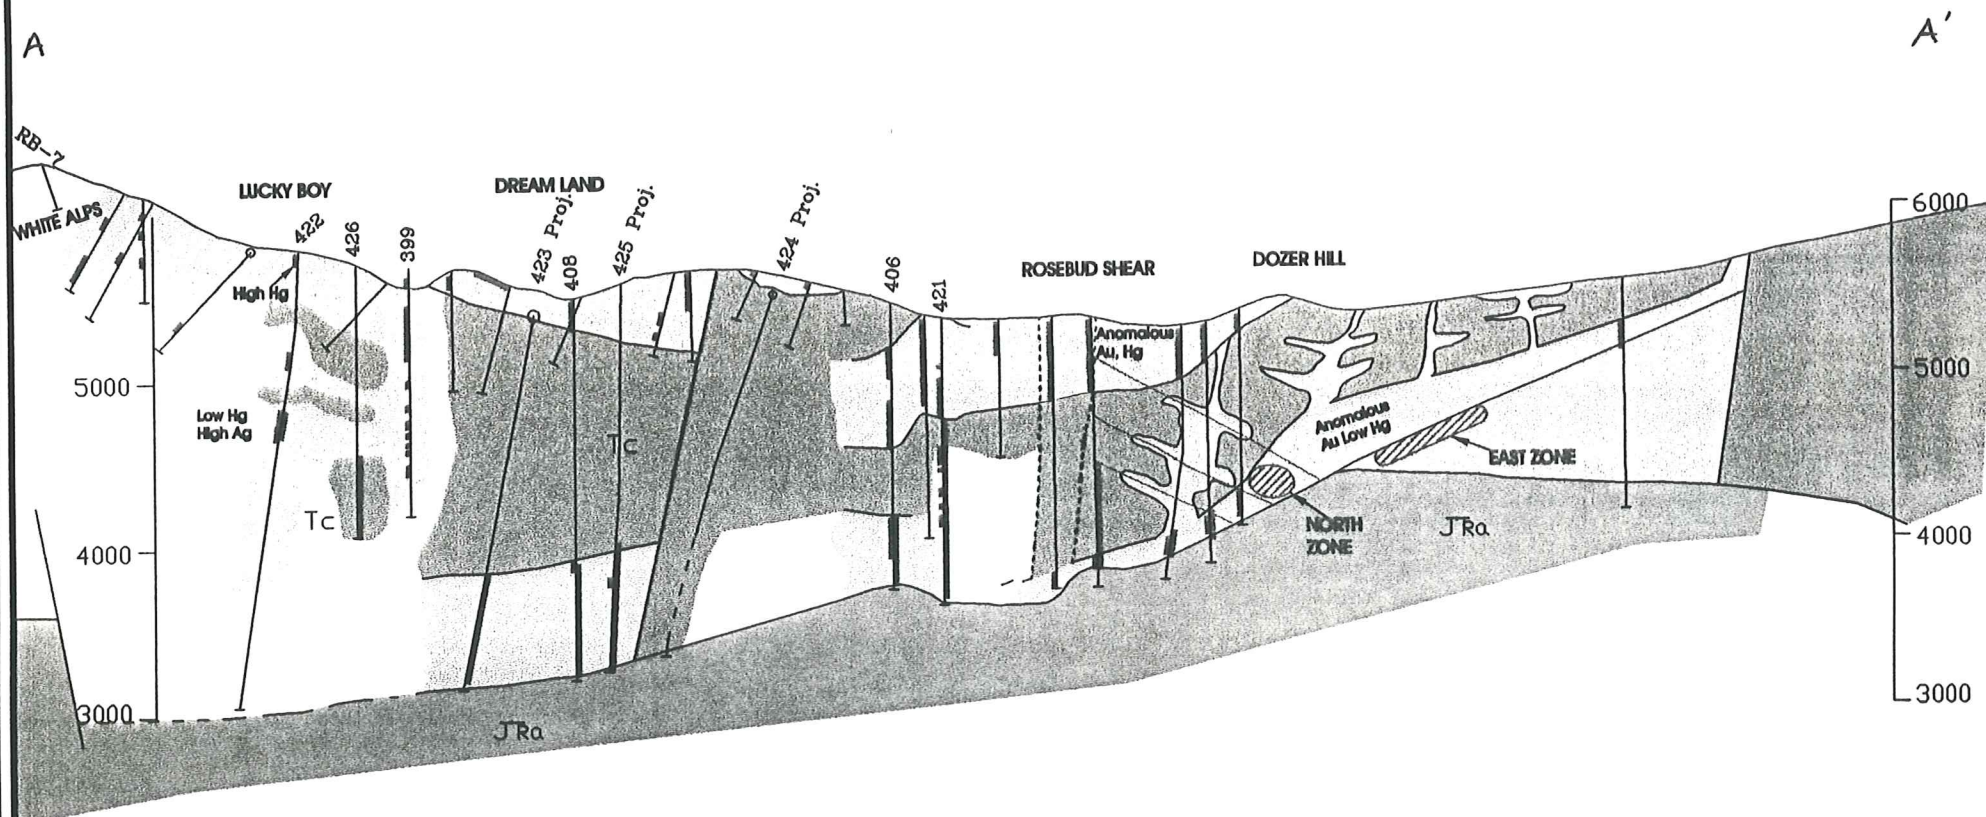 A
A'
RB-7
WHITE ALPS
LUCKY BOY
422
426
399
High Hg
Low Hg
High Ag
DREAM LAND
423 Proj.
408
425 Proj.
424 Proj.
406
421
ROSEBUD SHEAR
DOZER HILL
Anomalous
Au, Hg
Anomalous
Au Low Hg
EAST ZONE
NORTH
ZONE
Tc
Tc
JTRa
JTRa
5000
4000
3000
6000
5000
4000
3000